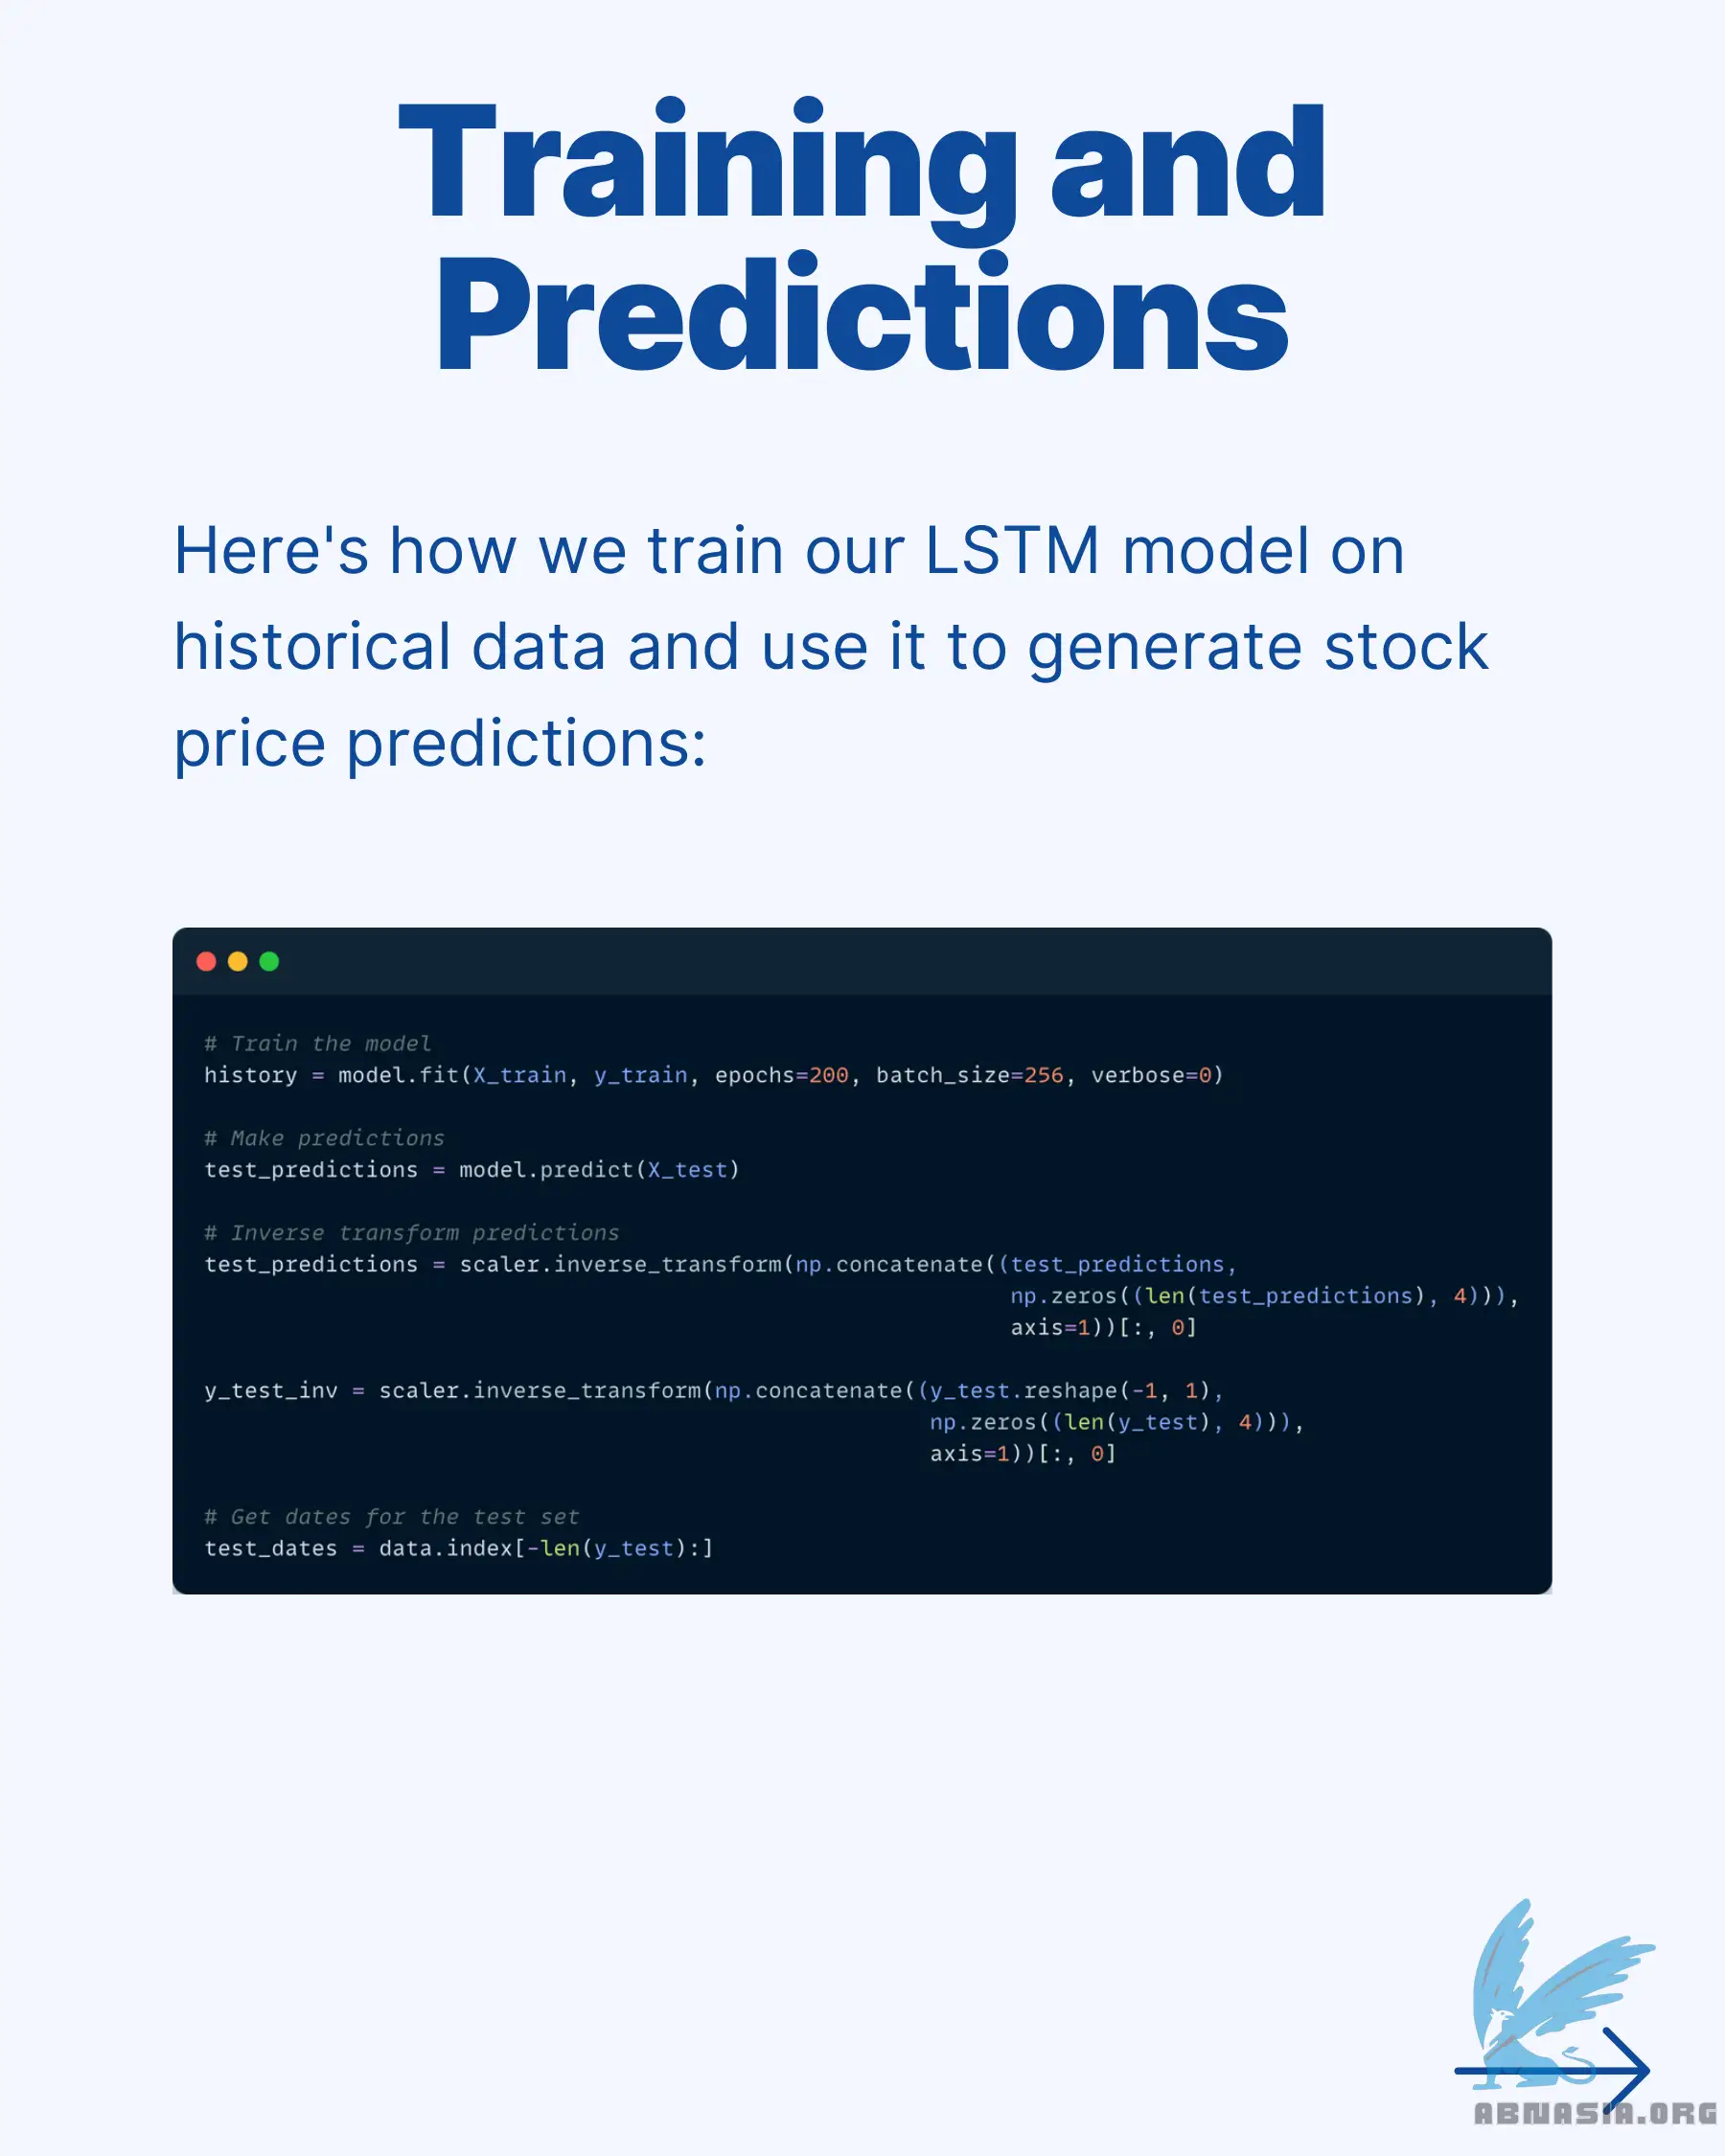 Training and
Predictions
Here's how we train our LSTM model on
historical data and use it to generate stock
price predictions:
# Train the model
history = model.fit(X_train, y_train, epochs=200, batch_size=256, verbose=0)
# Make predictions
test_predictions = model.predict(X_test)
# Inverse transform predictions
test_predictions = scaler.inverse_transform(np.concatenate((test_predictions,
np.zeros((len(test_predictions), 4))),
axis=1))[:, 0]
y_test_inv = scaler.inverse_transform(np.concatenate((y_test.reshape(-1, 1),
np.zeros((len(y_test), 4))),
axis=1))[:, 0]
# Get dates for the test set
test_dates = data.index[-len(y_test):]
ABNASIA.ORG